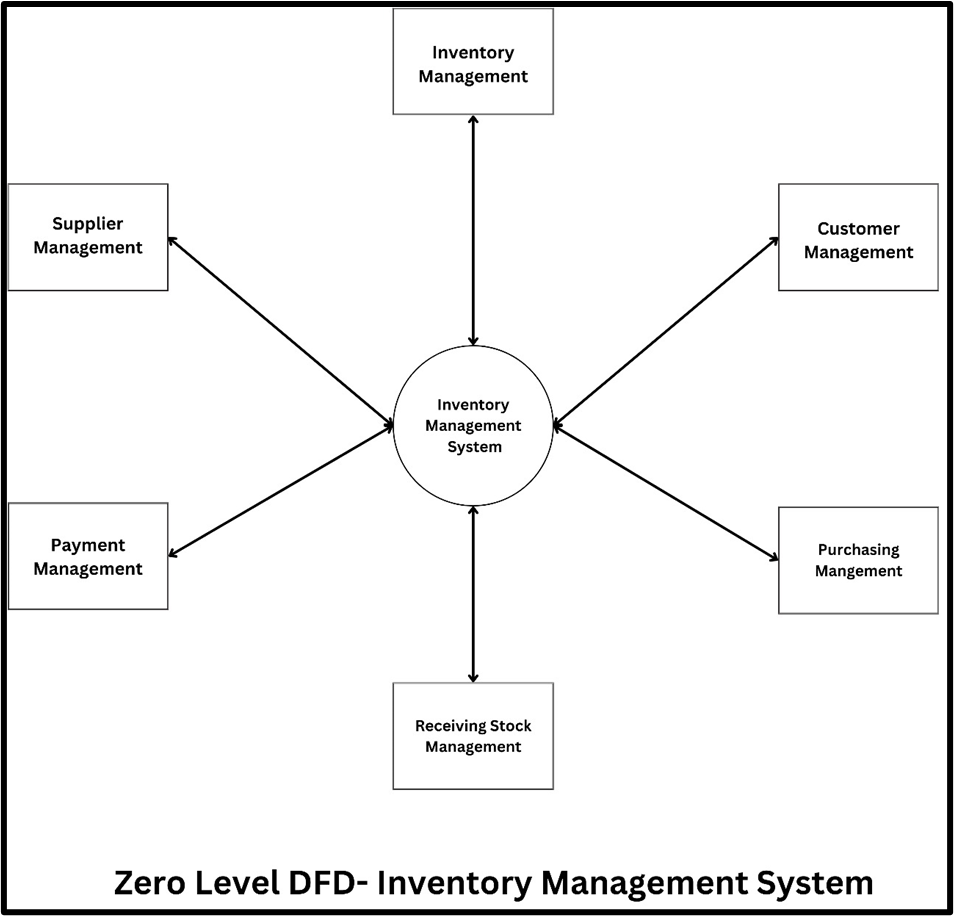 Inventory
Management
Supplier
Management
Customer
Management
Inventory
Management
System
Payment
Management
Purchasing
Mangement
Receiving Stock
Management
Zero Level DFD- Inventory Management System